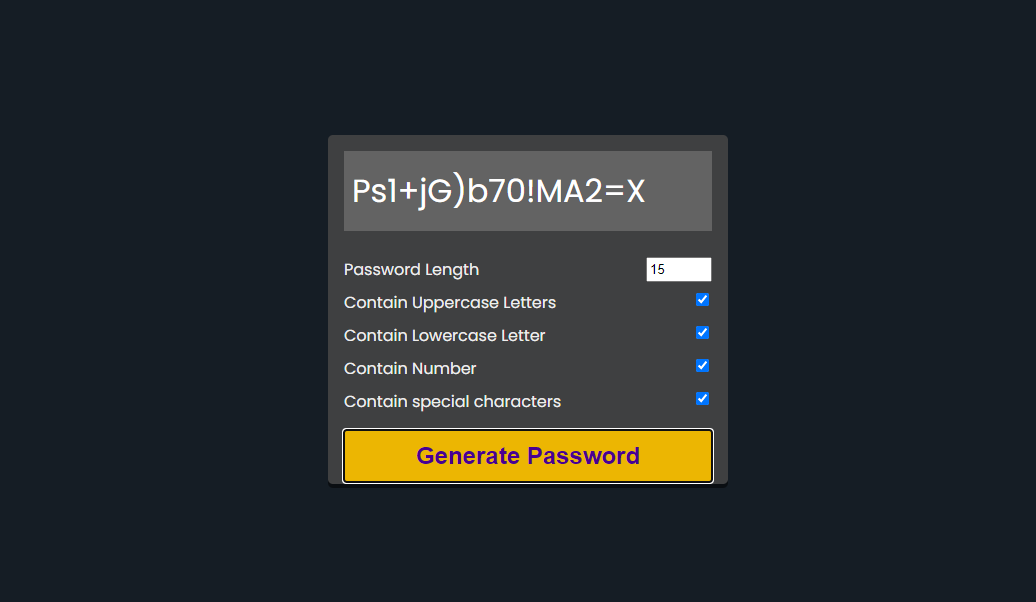 Ps1+jG)b70!MA2=X
Password Length
15
Contain Uppercase Letters
Contain Lowercase Letter
Contain Number
Contain special characters
Generate Password